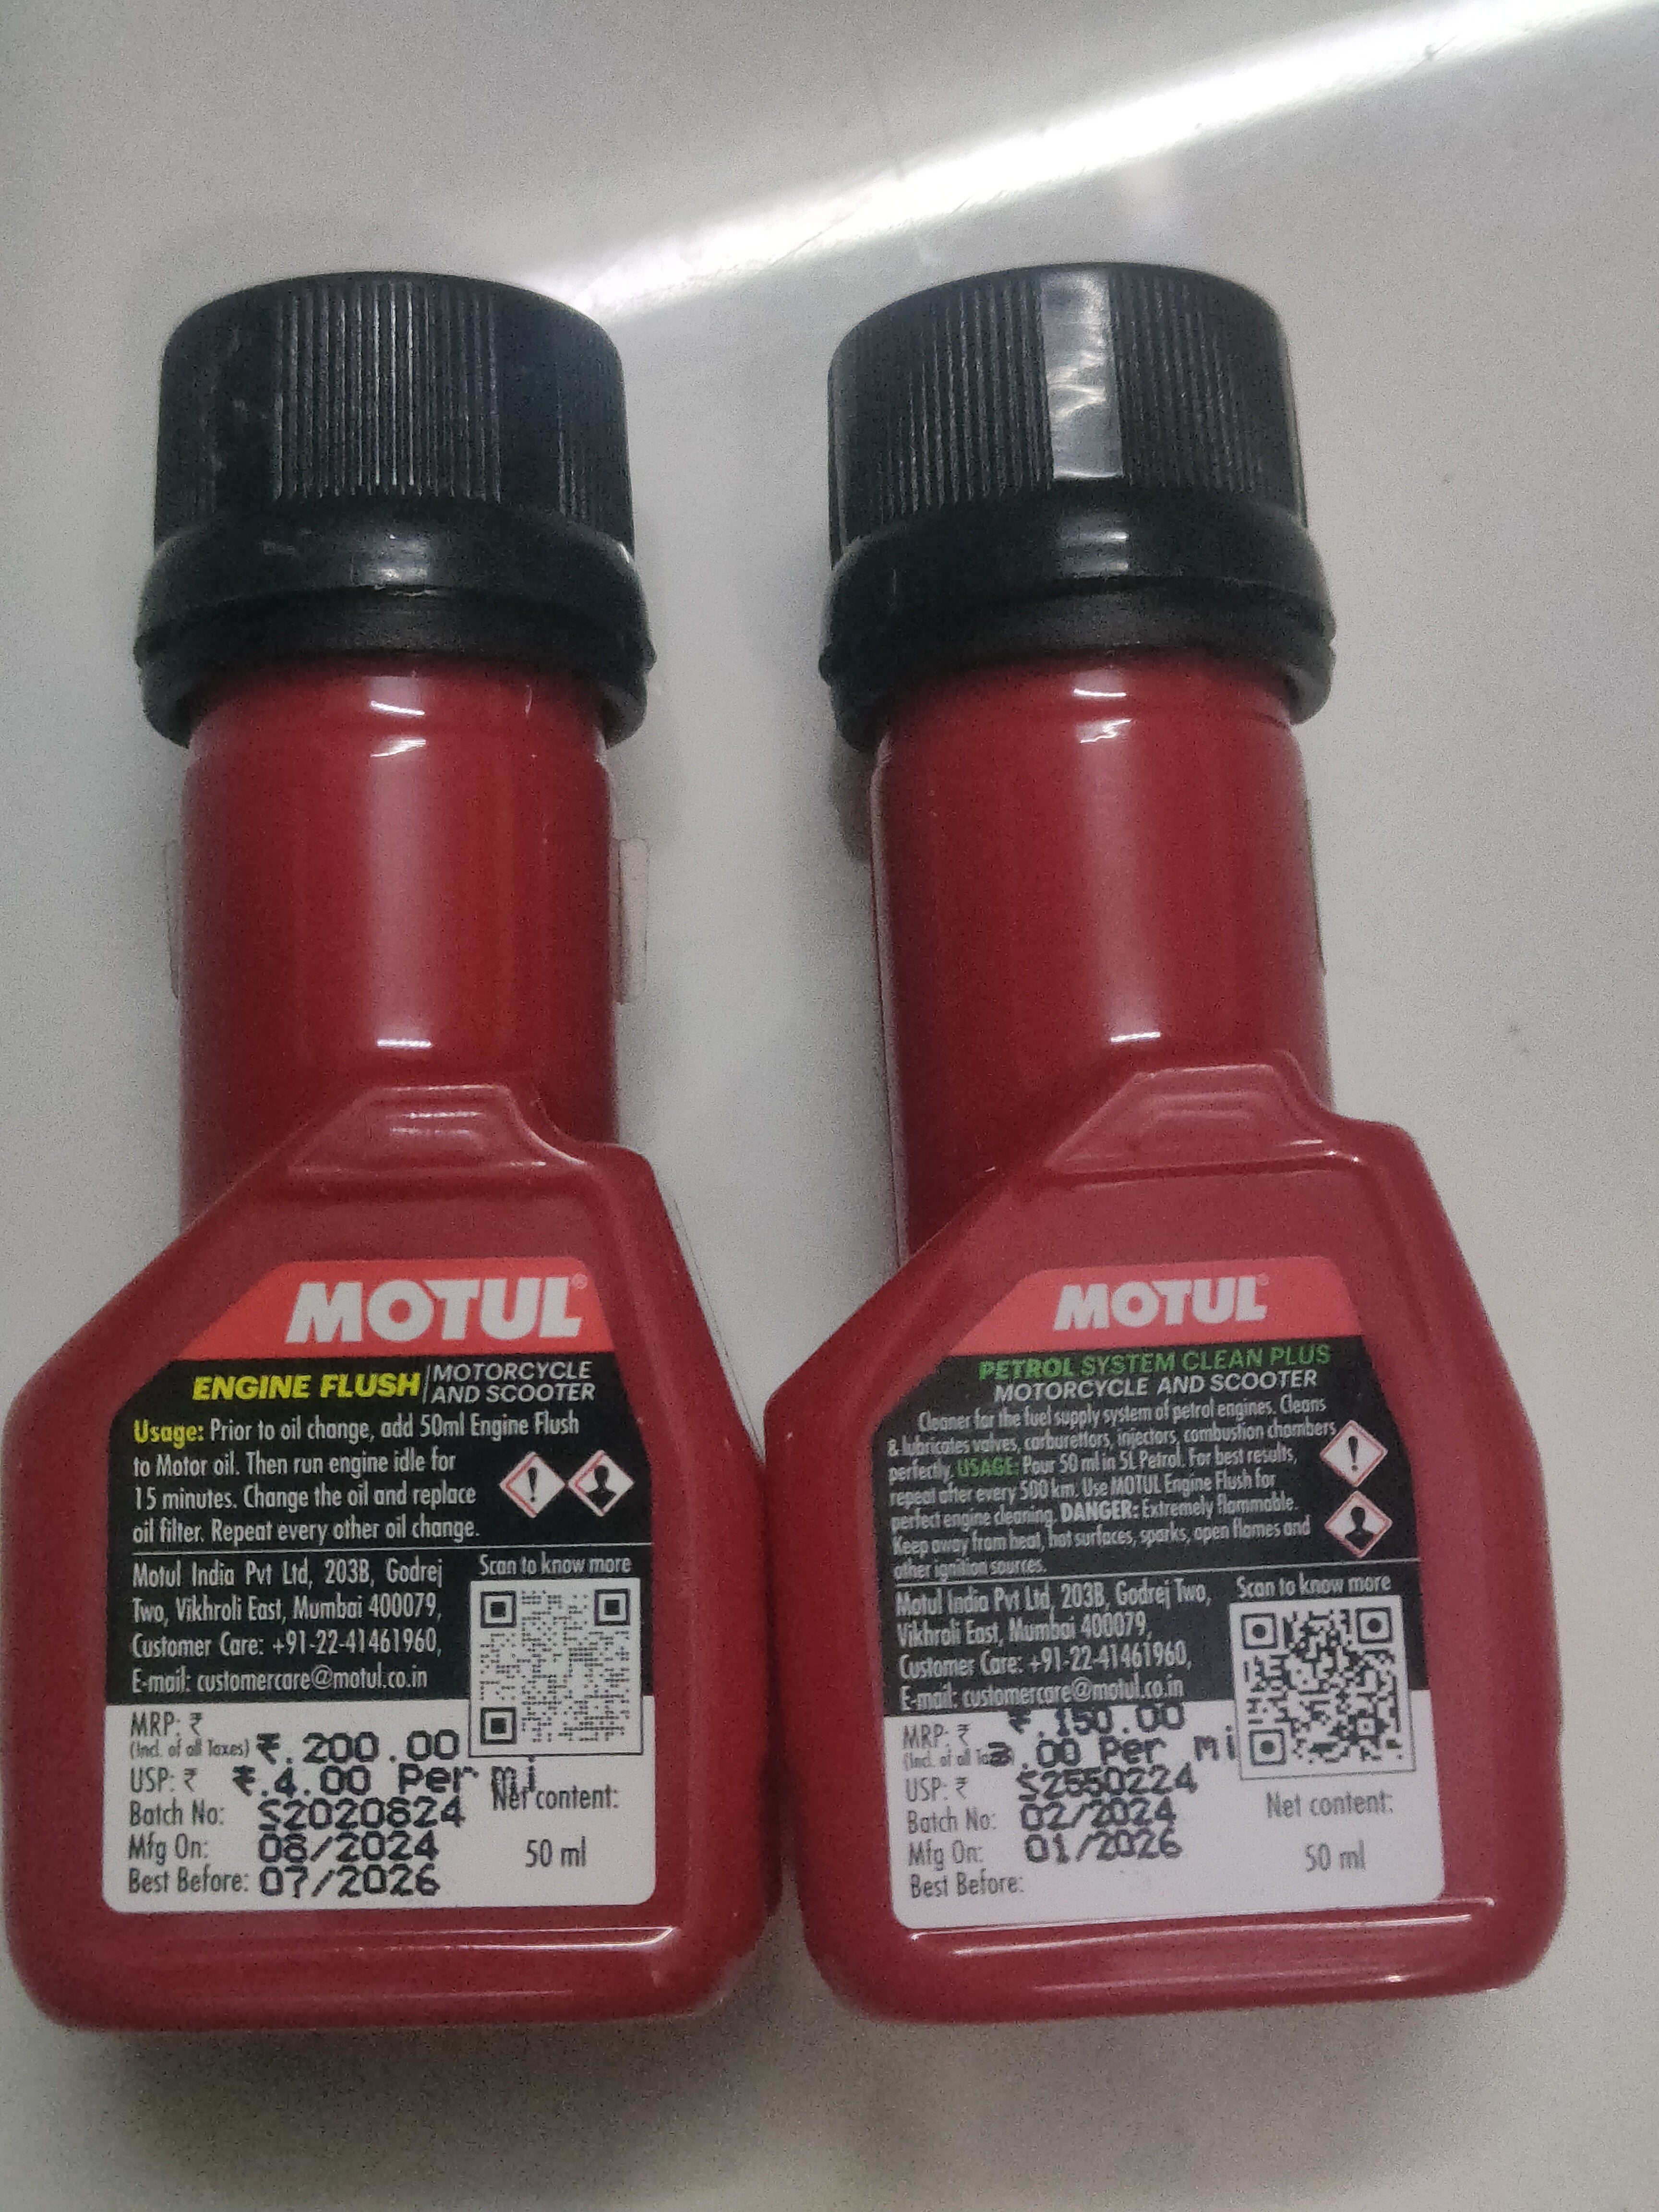 MOTUL®
ENGINE FLUSH MOTORCYCLE
AND SCOOTER
Usage: Prior to oil change, add 50ml Engine Flush
to Motor oil. Then run engine idle for
15 minutes. Change the oil and replace
oil filter. Repeat every other oil change.
Motul India Pvt Ltd, 203B, Godrej
Two, Vikhroli East, Mumbai 400079,
Customer Care: +91-22-41461960,
E-mail: customercare@motul.co.in
Scan to know more
MRP: ₹
(Incl. of all Taxes) ₹.200.00
USP: ₹ ₹.4.00 Per ml
Batch No: S2020824
Mfg On: 08/2024
Best Before: 07/2026
Net content:
50 ml
MOTUL®
PETROL SYSTEM CLEAN PLUS
MOTORCYCLE AND SCOOTER
Cleaner for the fuel supply system of petrol engines. Cleans
& lubricates valves, carburettors, injectors, combustion chambers
perfectly. USAGE: Pour 50 ml in 5L Petrol. For best results,
repeat after every 500 km. Use MOTUL Engine Flush for
perfect engine cleaning. DANGER: Extremely flammable.
Keep away from heat, hot surfaces, sparks, open flames and
other ignition sources.
Motul India Pvt Ltd, 203B, Godrej Two,
Vikhroli East, Mumbai 400079,
Customer Care: +91-22-41461960,
E-mail: customercare@motul.co.in
Scan to know more
MRP: ₹ ₹.150.00
(Incl. of all 3.00 Per ml
USP: ₹ S2550224
Batch No: 02/2024
Mfg On: 01/2026
Best Before:
Net content:
50 ml